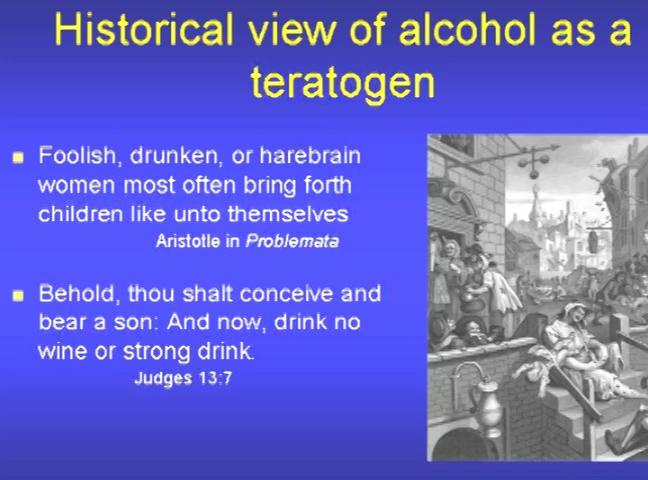 Historical view of alcohol as a
teratogen
Foolish, drunken, or harebrain
women most often bring forth
children like unto themselves
Aristotle in Problemata
Behold, thou shalt conceive and
bear a son: And now, drink no
wine or strong drink.
Judges 13:7